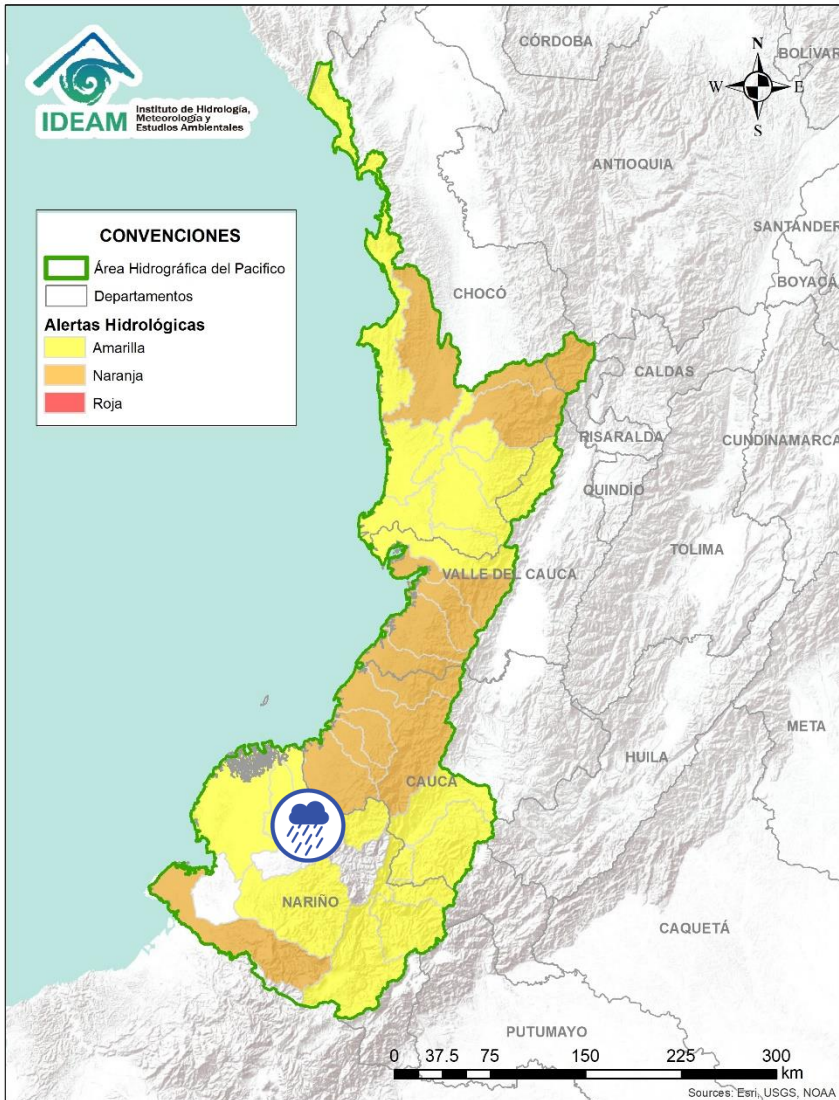 IDEAM
Instituto de Hidrología,
Meteorología y
Estudios Ambientales
CONVENCIONES
Área Hidrográfica del Pacifico
Departamentos
Alertas Hidrológicas
Amarilla
Naranja
Roja
N
W
E
S
CÓRDOBA
BOLÍVAR
ANTIOQUIA
SANTANDER
BOYACÁ
CHOCÓ
CALDAS
RISARALDA
CUNDINAMARCA
QUINDÍO
TOLIMA
VALLE DEL CAUCA
META
HUILA
CAUCA
NARIÑO
CAQUETÁ
PUTUMAYO
0 37.5 75 150 225 300
km
Sources: Esri, USGS, NOAA